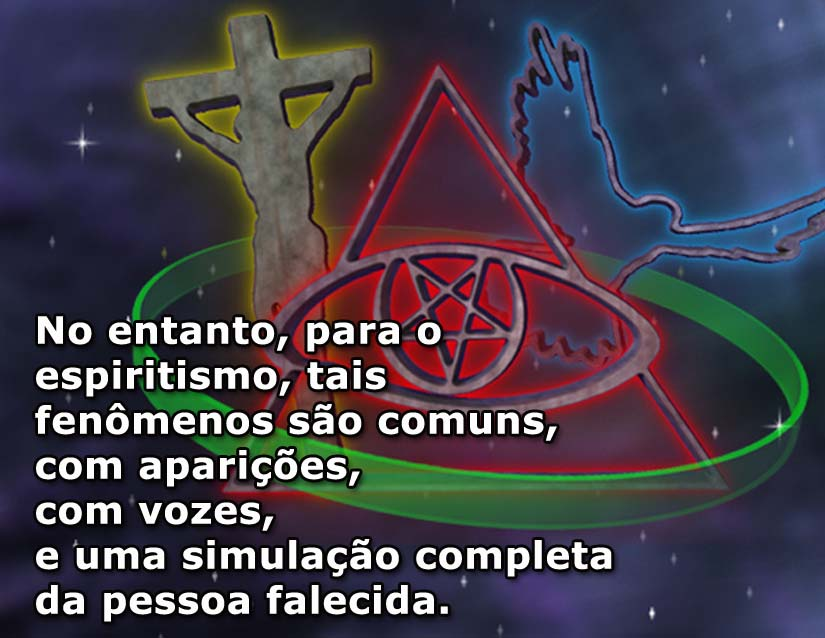 No entanto, para o
espiritismo, tais
fenômenos são comuns,
com aparições,
com vozes,
e uma simulação completa
da pessoa falecida.